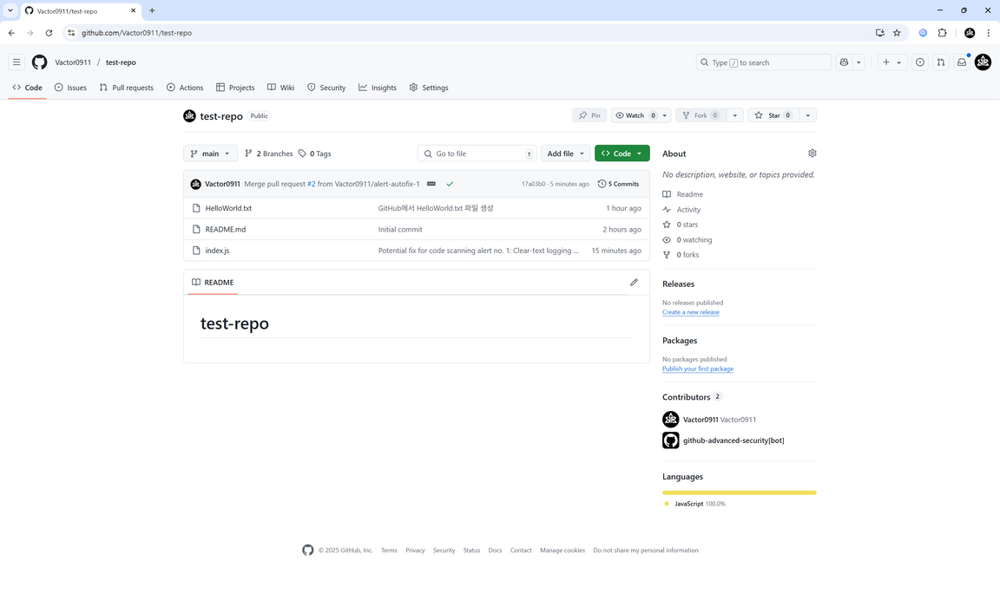 Vactor0911/test-repo
github.com/Vactor0911/test-repo
Vactor0911 / test-repo
Type / to search
Code Issues Pull requests Actions Projects Wiki Security Insights Settings
test-repo Public
Pin Watch 0 Fork 0 Star 0
main 2 Branches 0 Tags Go to file t Add file Code
Vactor0911 Merge pull request #2 from Vactor0911/alert-autofix-1 17a03b0 · 5 minutes ago 5 Commits
HelloWorld.txt GitHub에서 HelloWorld.txt 파일 생성 1 hour ago
README.md Initial commit 2 hours ago
index.js Potential fix for code scanning alert no. 1: Clear-text logging ... 15 minutes ago
README
test-repo
About
No description, website, or topics provided.
Readme
Activity
0 stars
0 watching
0 forks
Releases
No releases published
Create a new release
Packages
No packages published
Publish your first package
Contributors 2
Vactor0911 Vactor0911
github-advanced-security[bot]
Languages
JavaScript 100.0%
© 2025 GitHub, Inc. Terms Privacy Security Status Docs Contact Manage cookies Do not share my personal information